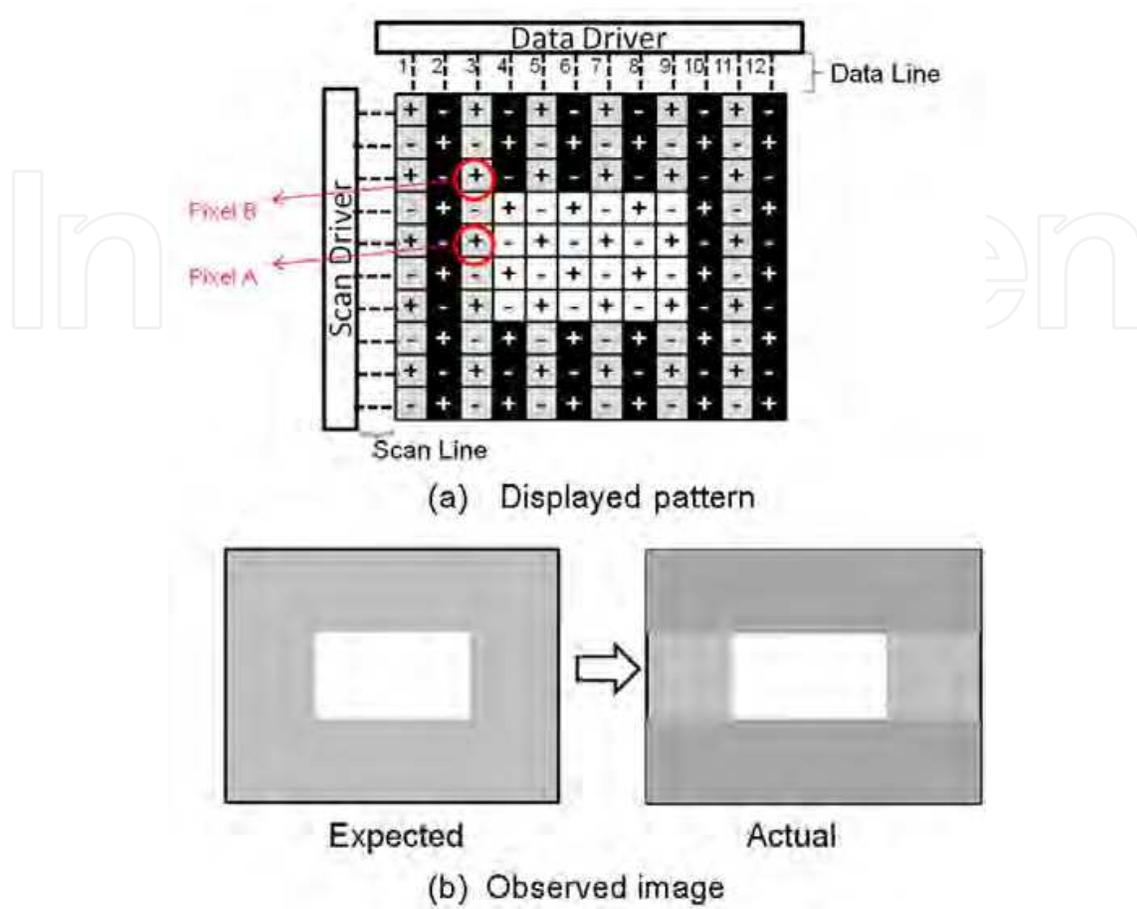 Data Driver
1 2 3 4 5 6 7 8 9 10 11 12
Data Line
+ - + - + - + - + - + -
- + - + - + - + - + - +
+ - + - + - + - + - + -
- + - + - + - + - + - +
+ - + - + - + - + - + -
- + - + - + - + - + - +
+ - + - + - + - + - + -
- + - + - + - + - + - +
+ - + - + - + - + - + -
- + - + - + - + - + - +
Scan Driver
Pixel B
Pixel A
Scan Line
(a) Displayed pattern
Expected
Actual
(b) Observed image